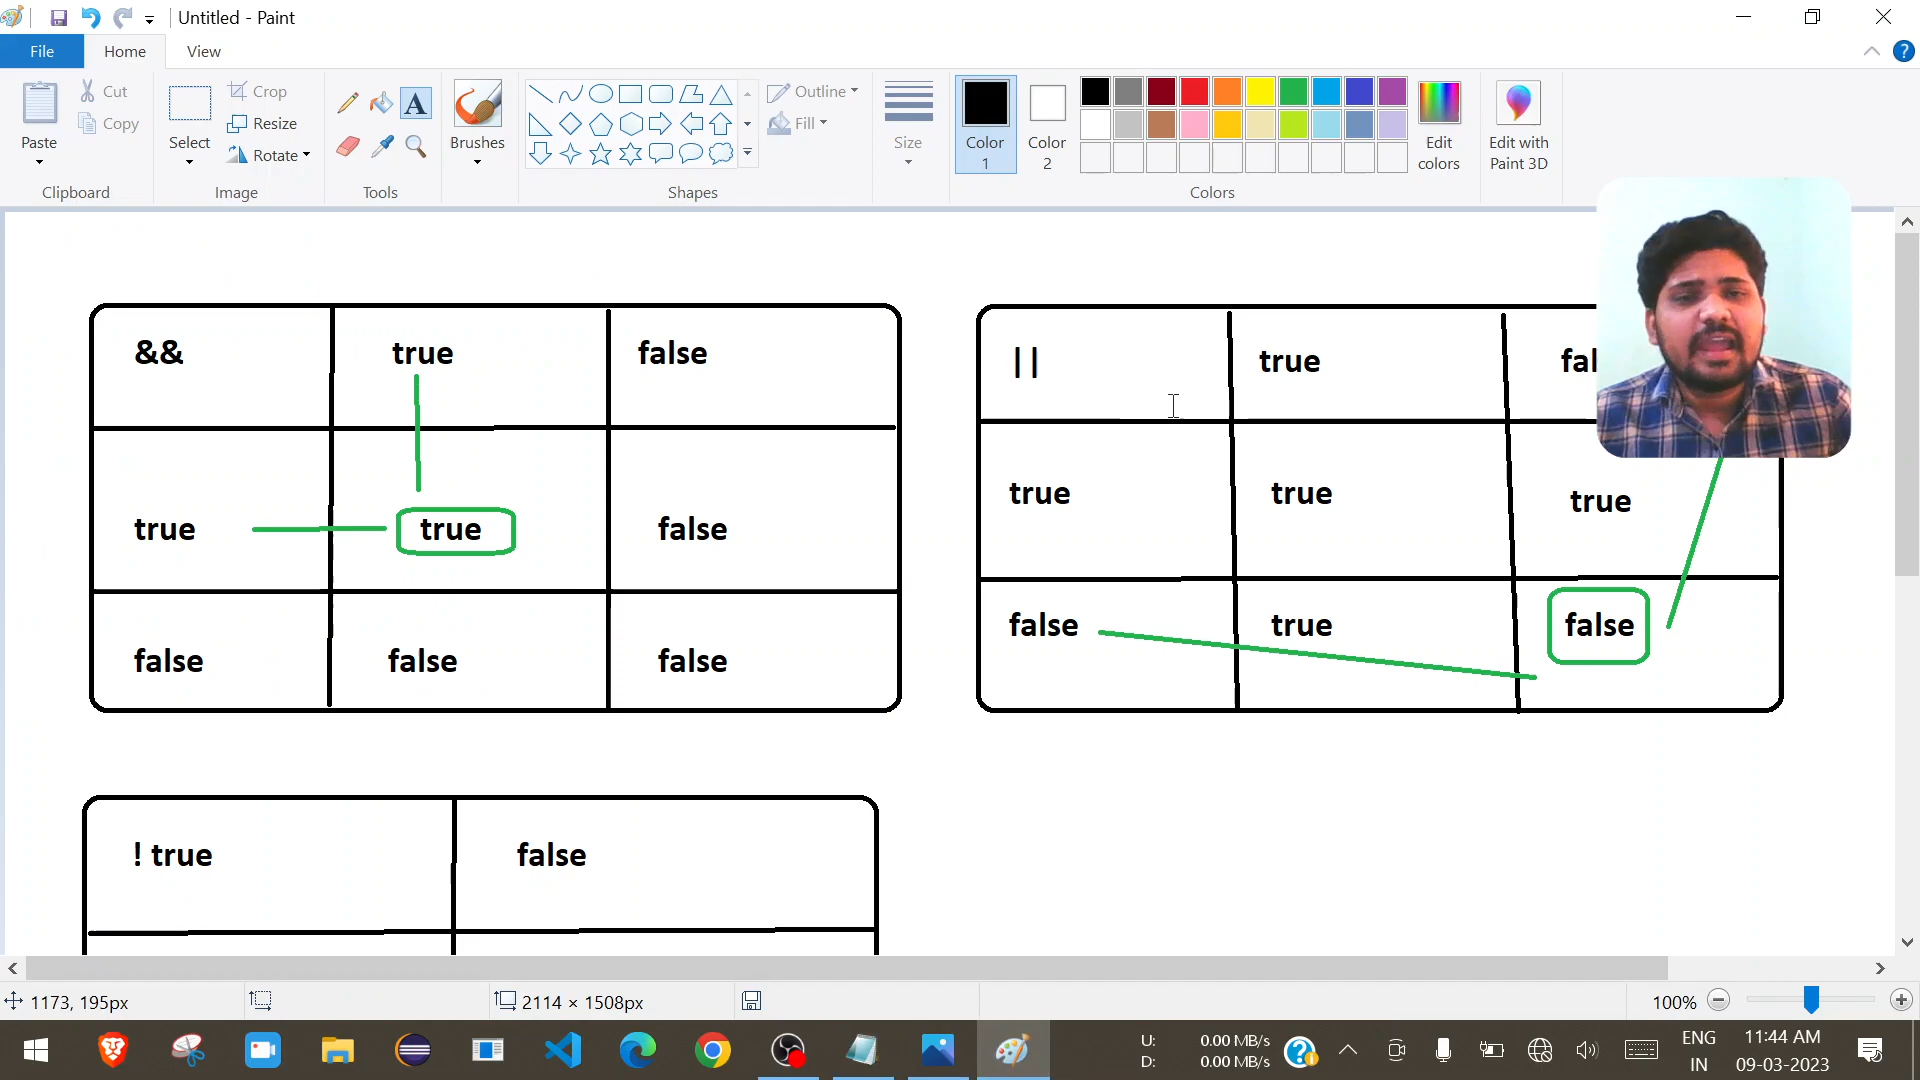 Untitled - Paint
File Home View
Paste
Cut
Copy
Clipboard
Select
Crop
Resize
Rotate
Image
A
Tools
Brushes
Shapes
Outline
Fill
Size
Color 1
Color 2
Edit colors
Colors
Edit with Paint 3D
&& true false
true true false
false false false
|| true fal
true true true
false true false
! true false
1173, 195px
2114 × 1508px
100%
U: 0.00 MB/s
D: 0.00 MB/s
ENG
IN
11:44 AM
09-03-2023